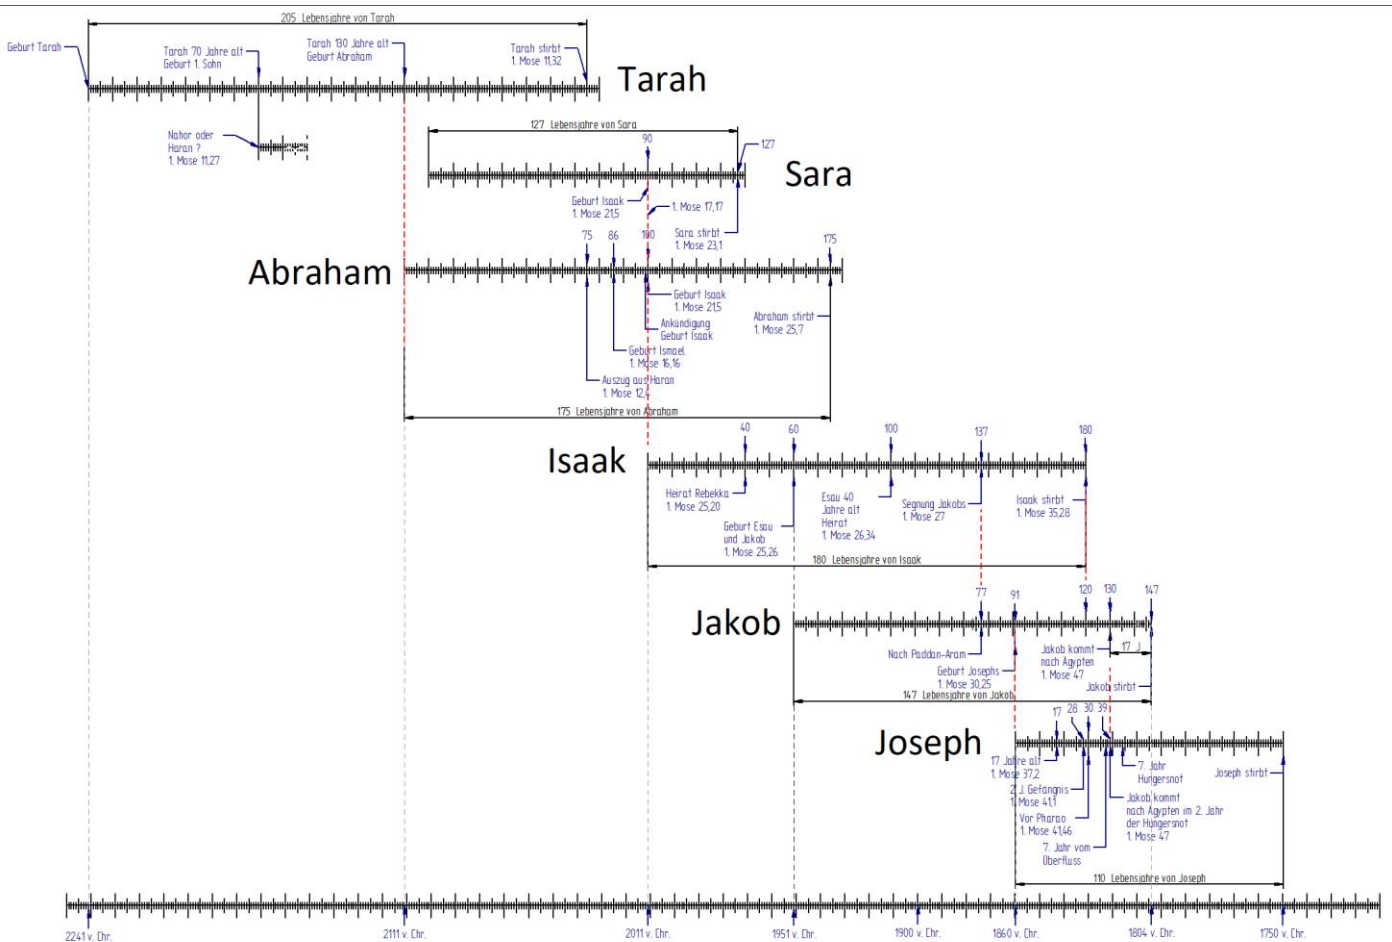 205 Lebensjahre von Tarah
Geburt Tarah
Tarah 70 Jahre alt
Geburt 1. Sohn
Tarah 130 Jahre alt
Geburt Abraham
Tarah stirbt
1. Mose 11,32
Tarah
Nahor oder
Haran ?
1. Mose 11,27
127 Lebensjahre von Sara
90
127
Sara
Geburt Isaak
1. Mose 21,5
1. Mose 17,17
Sara stirbt
1. Mose 23,1
75
86
100
175
Abraham
Geburt Isaak
1. Mose 21,5
Ankündigung
Geburt Isaak
Abraham stirbt
1. Mose 25,7
Geburt Ismael
1. Mose 16,16
Auszug aus Haran
1. Mose 12,4
175 Lebensjahre von Abraham
40
60
100
137
180
Isaak
Heirat Rebekka
1. Mose 25,20
Geburt Esau
und Jakob
1. Mose 25,26
Esau 40
Jahre alt
Heirat
1. Mose 26,34
Segnung Jakobs
1. Mose 27
Isaak stirbt
1. Mose 35,28
180 Lebensjahre von Isaak
77
91
120
130
147
Jakob
Nach Paddan-Aram
Geburt Josephs
1. Mose 30,25
Jakob kommt
nach Ägypten
1. Mose 47
17 J.
Jakob stirbt
147 Lebensjahre von Jakob
17
28
30
39
Joseph
17 Jahre alt
1. Mose 37,2
2 J. Gefängnis
1. Mose 41,1
Vor Pharao
1. Mose 41,46
7. Jahr vom
Überfluss
7. Jahr
Hungersnot
Jakob kommt
nach Ägypten im 2. Jahr
der Hungersnot
1. Mose 47
Joseph stirbt
110 Lebensjahre von Joseph
2241 v. Chr.
2111 v. Chr.
2011 v. Chr.
1951 v. Chr.
1900 v. Chr.
1860 v. Chr.
1804 v. Chr.
1750 v. Chr.